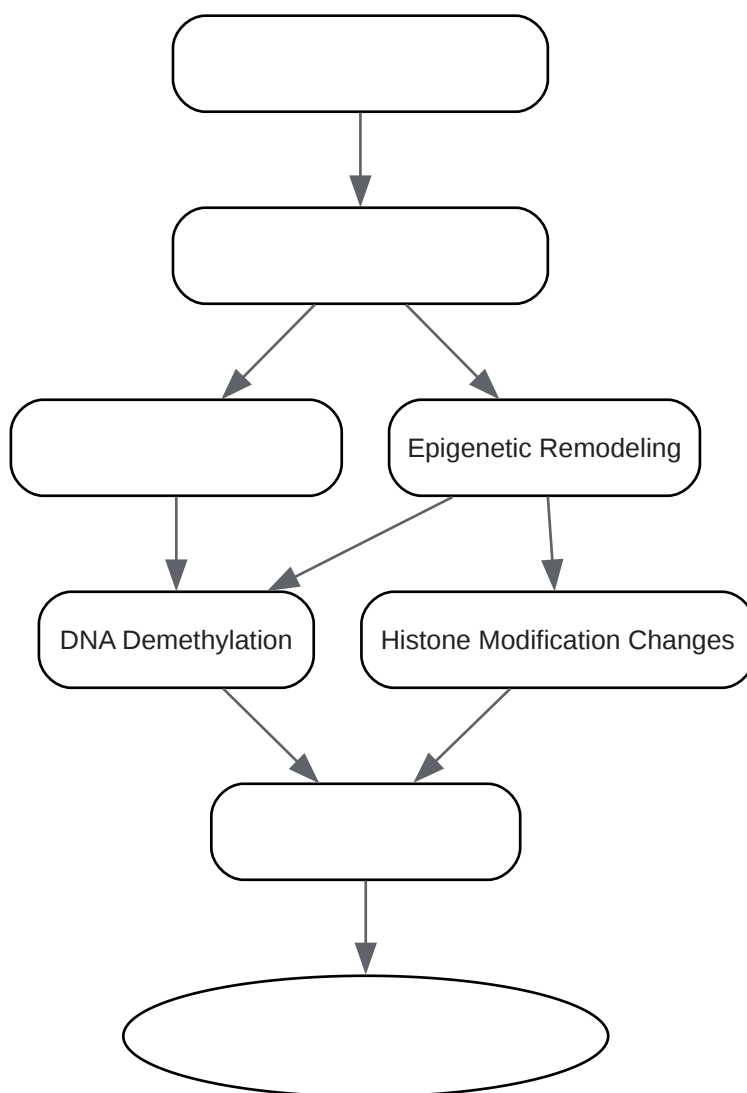 Epigenetic Remodeling
DNA Demethylation
Histone Modification Changes